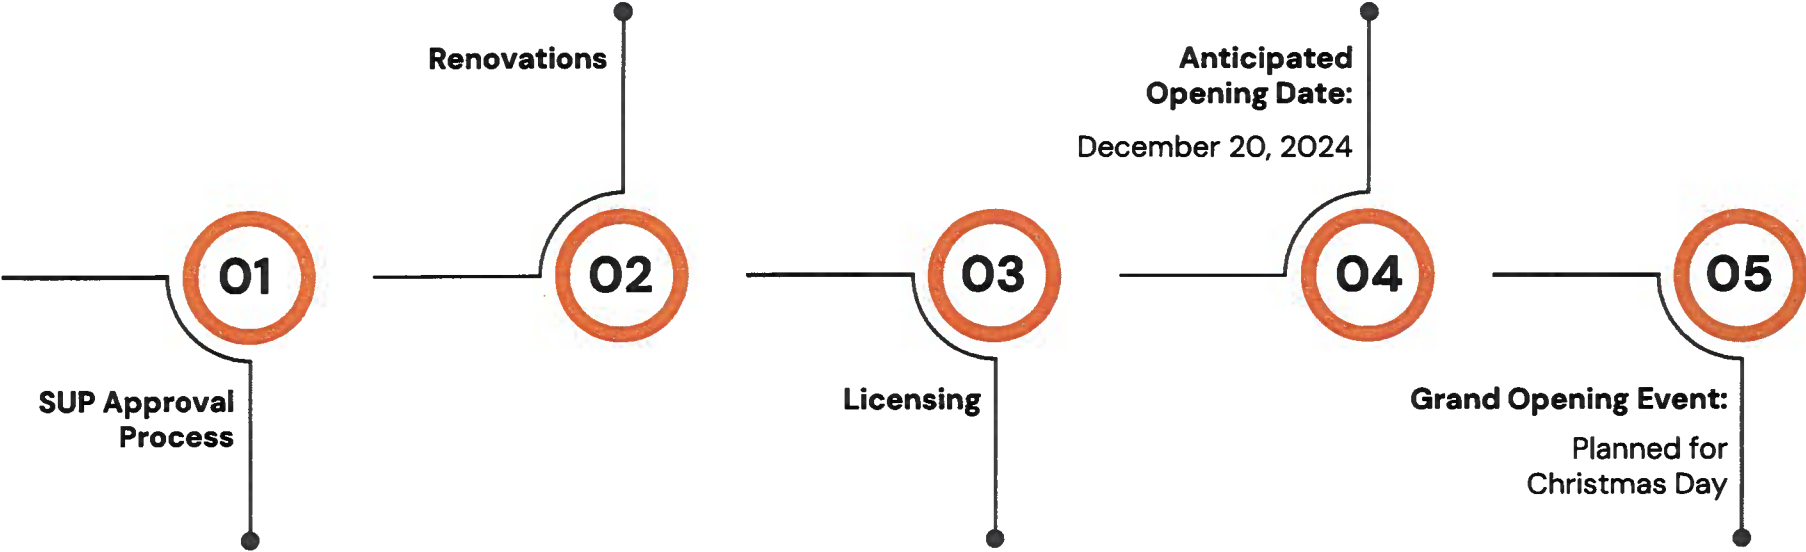 01
SUP Approval
Process
02
Renovations
03
Licensing
04
Anticipated
Opening Date:
December 20, 2024
05
Grand Opening Event:
Planned for
Christmas Day